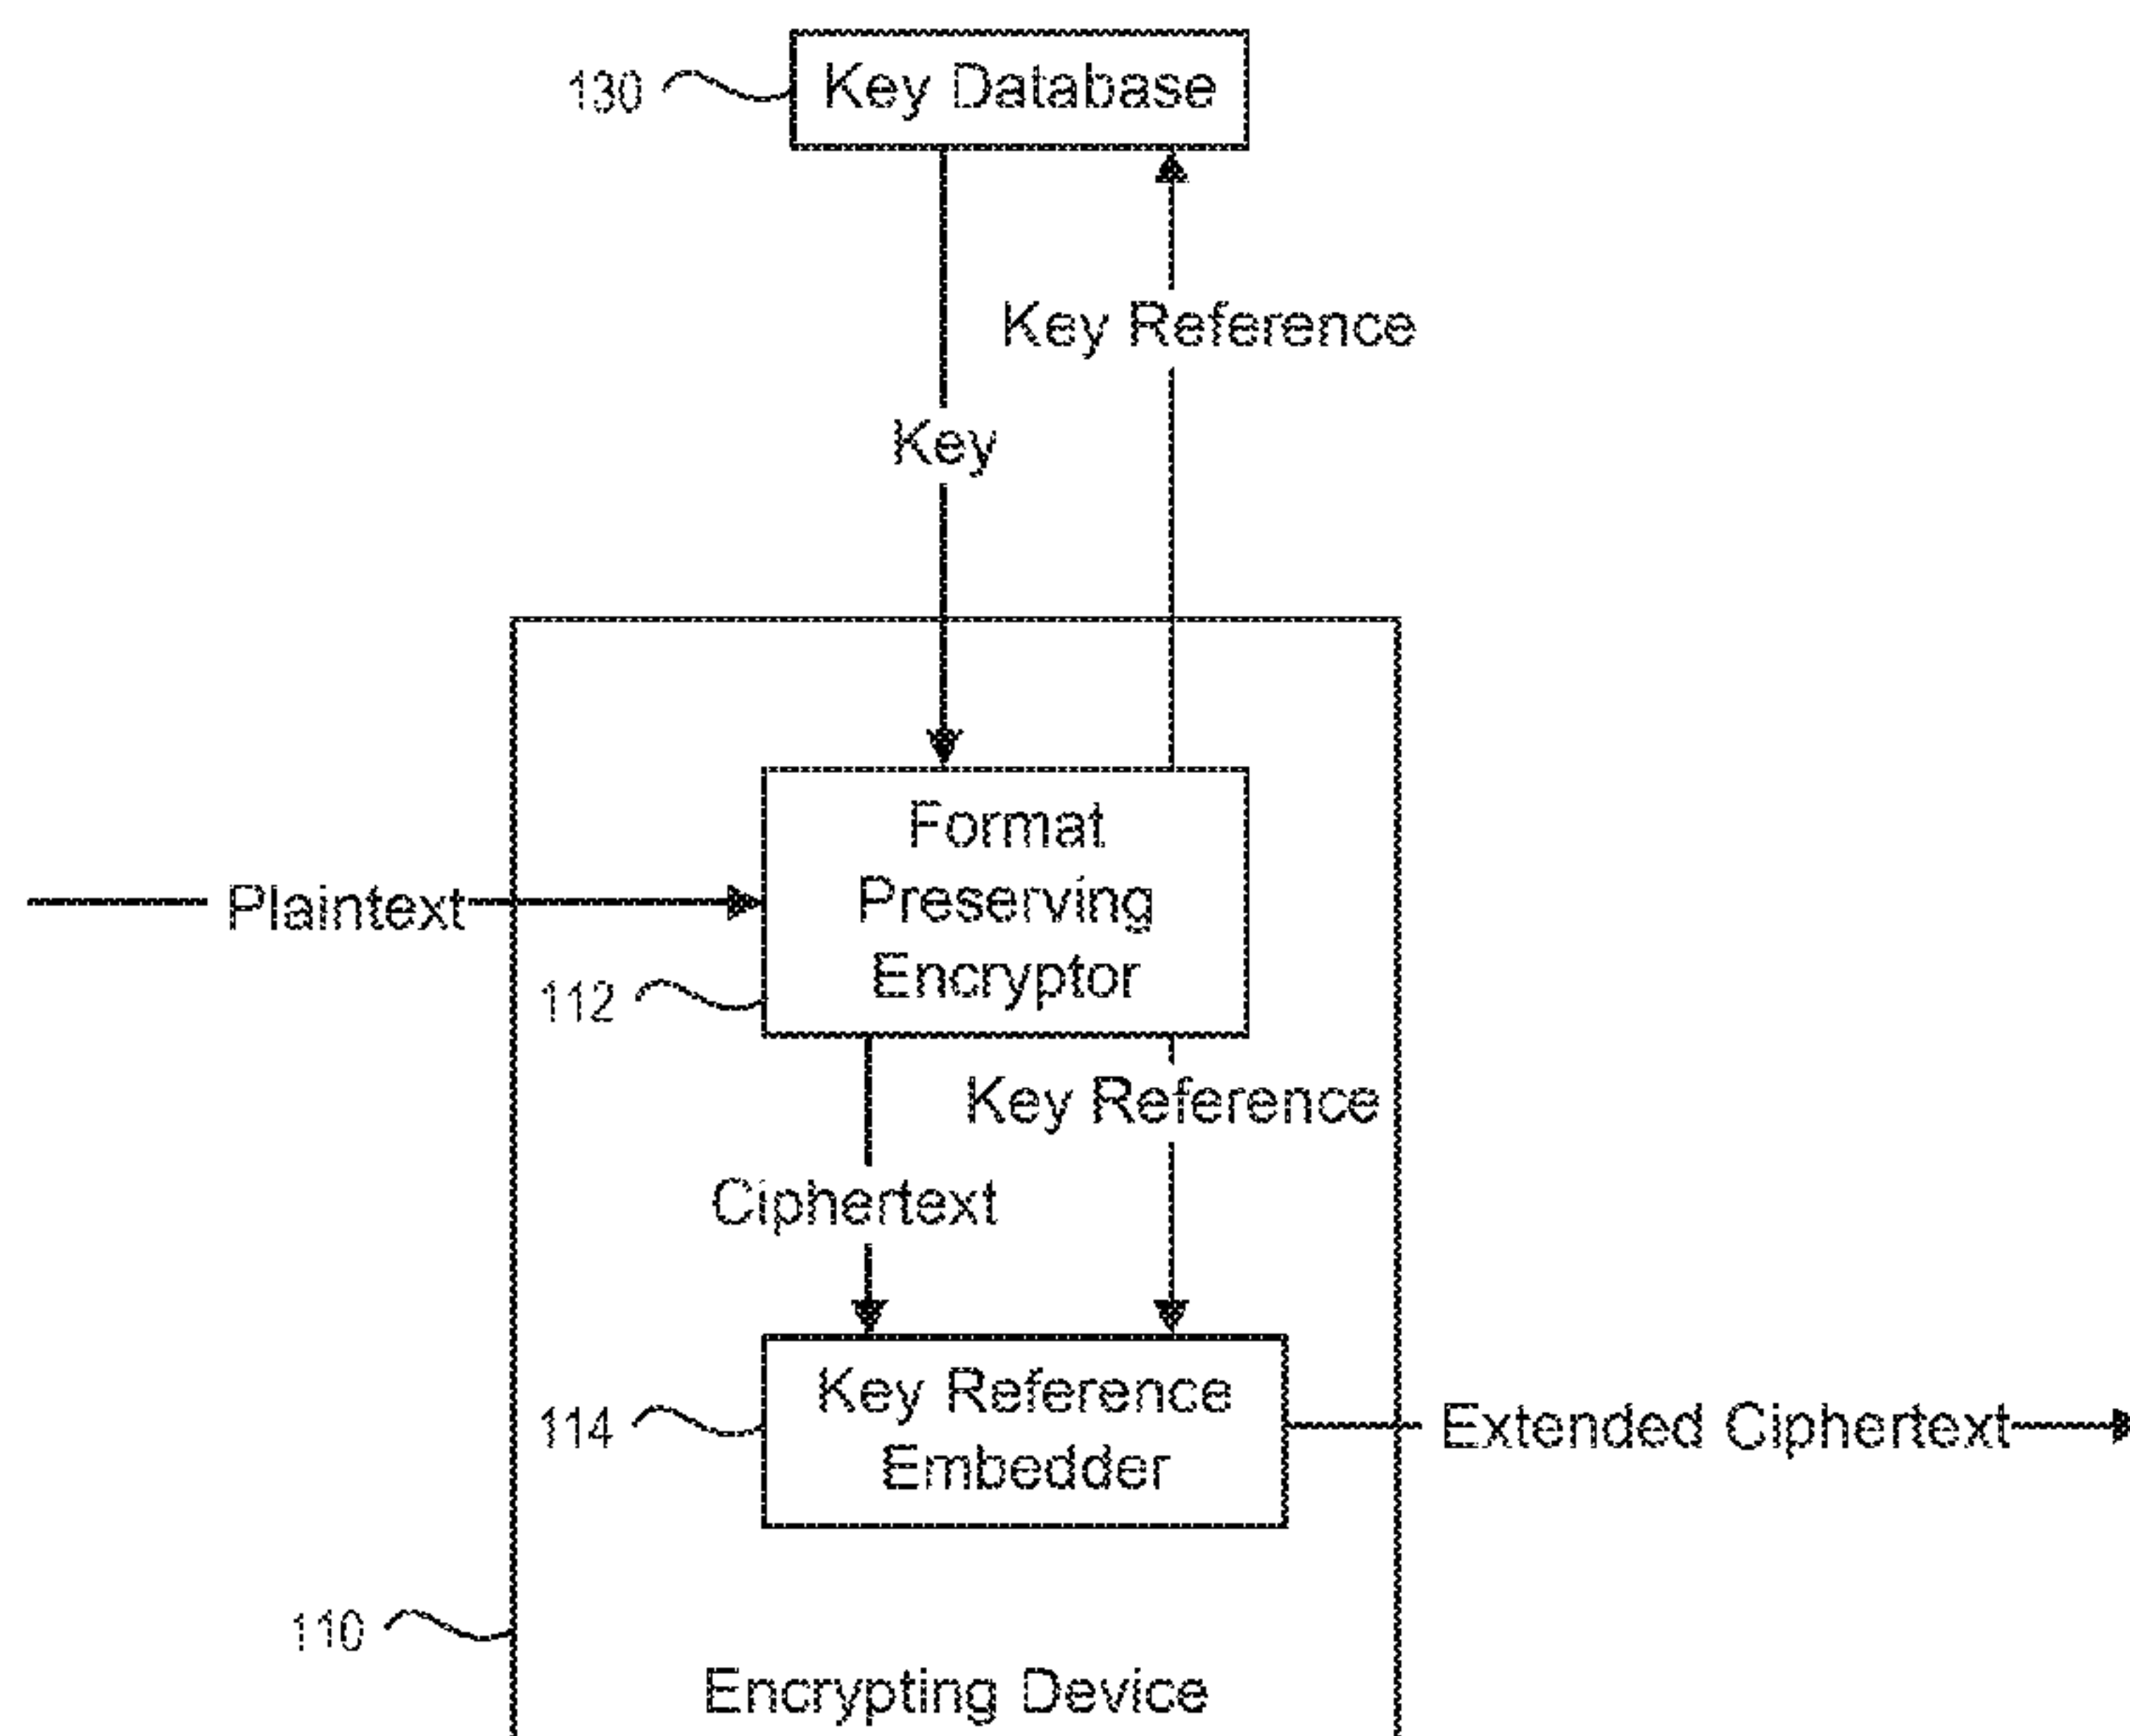 130
Key Database
Key Reference
Key
Format
Preserving
Encryptor
Plaintext
112
Key Reference
Ciphertext
Key Reference
Embedder
114
Extended Ciphertext
110
Encrypting Device